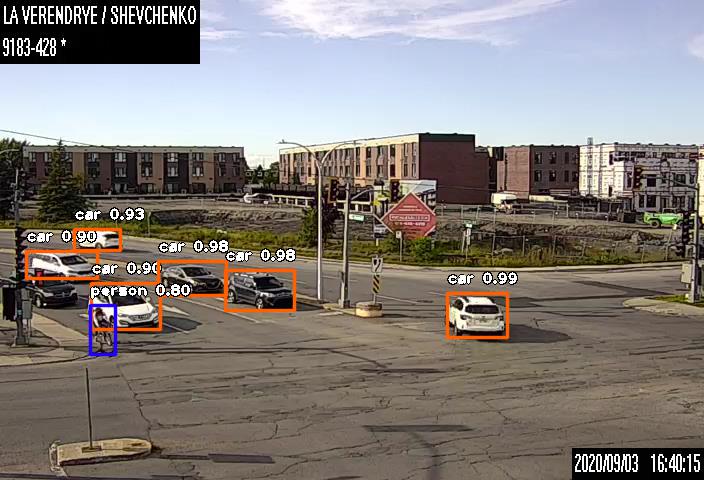 LA VERENDRYE / SHEVCHENKO
9183-428 *
car 0.93
car 0.90
car 0.98
car 0.98
car 0.90
car 0.99
person 0.80
2020/09/03 16:40:15